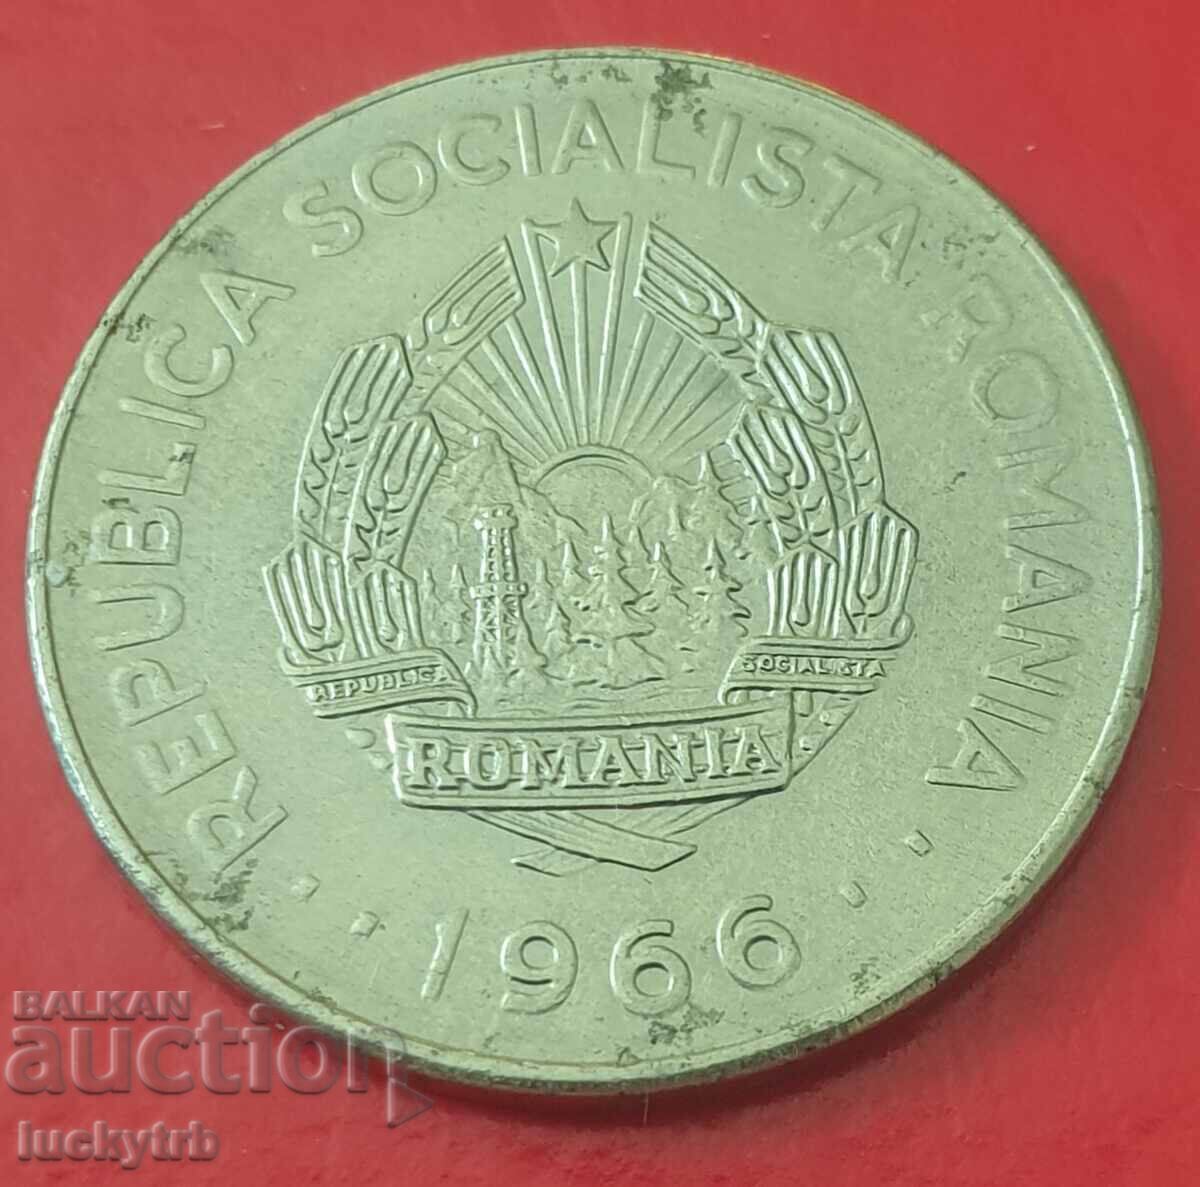 REPUBLICA SOCIALISTA ROMANIA
REPUBLICA SOCIALISTA
ROMANIA
· · 1966 · ·
BALKAN
auction
luckytrb